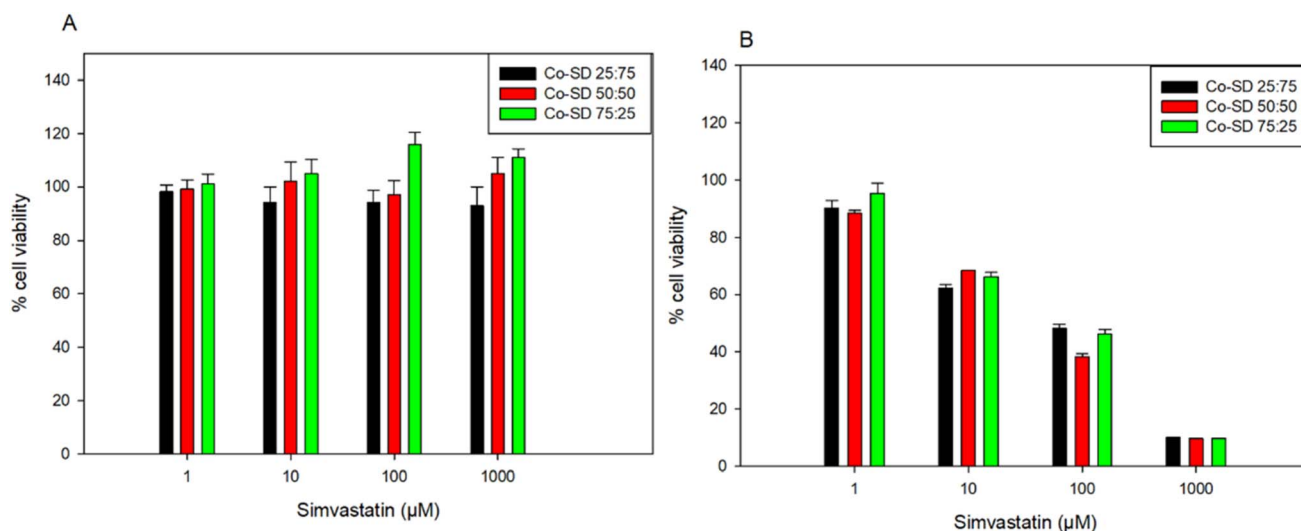 A
Co-SD 25:75
Co-SD 50:50
Co-SD 75:25
% cell viability
140
120
100
80
60
40
20
0
1 10 100 1000
Simvastatin (µM)
B
Co-SD 25:75
Co-SD 50:50
Co-SD 75:25
% cell viability
140
120
100
80
60
40
20
0
1 10 100 1000
Simvastatin (µM)